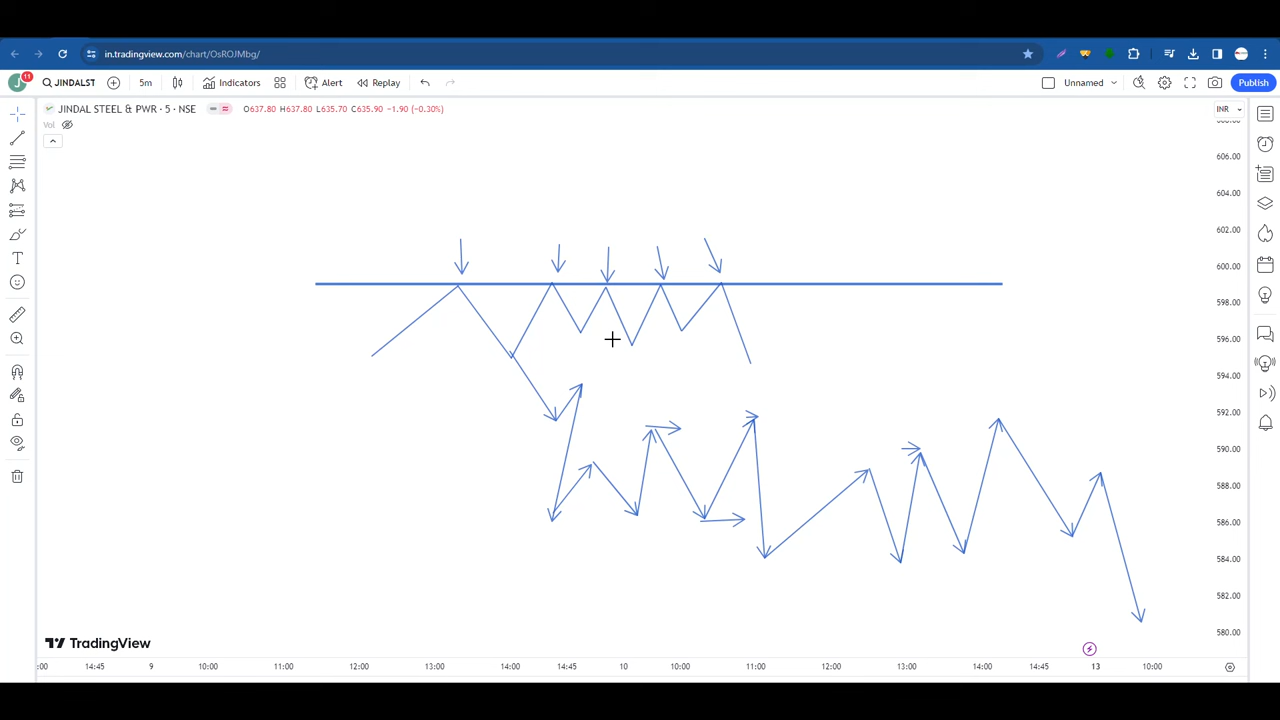 in.tradingview.com/chart/OsROJMbg/
J 11 JINDALST 5m Indicators Alert Replay Unnamed Publish
JINDAL STEEL & PWR · 5 · NSE O637.80 H637.80 L635.70 C635.90 −1.90 (−0.30%) INR
Vol
606.00
604.00
602.00
600.00
598.00
596.00
594.00
592.00
590.00
588.00
586.00
584.00
582.00
580.00
TradingView
:00 14:45 9 10:00 11:00 12:00 13:00 14:00 14:45 10 10:00 11:00 12:00 13:00 14:00 14:45 13 10:00